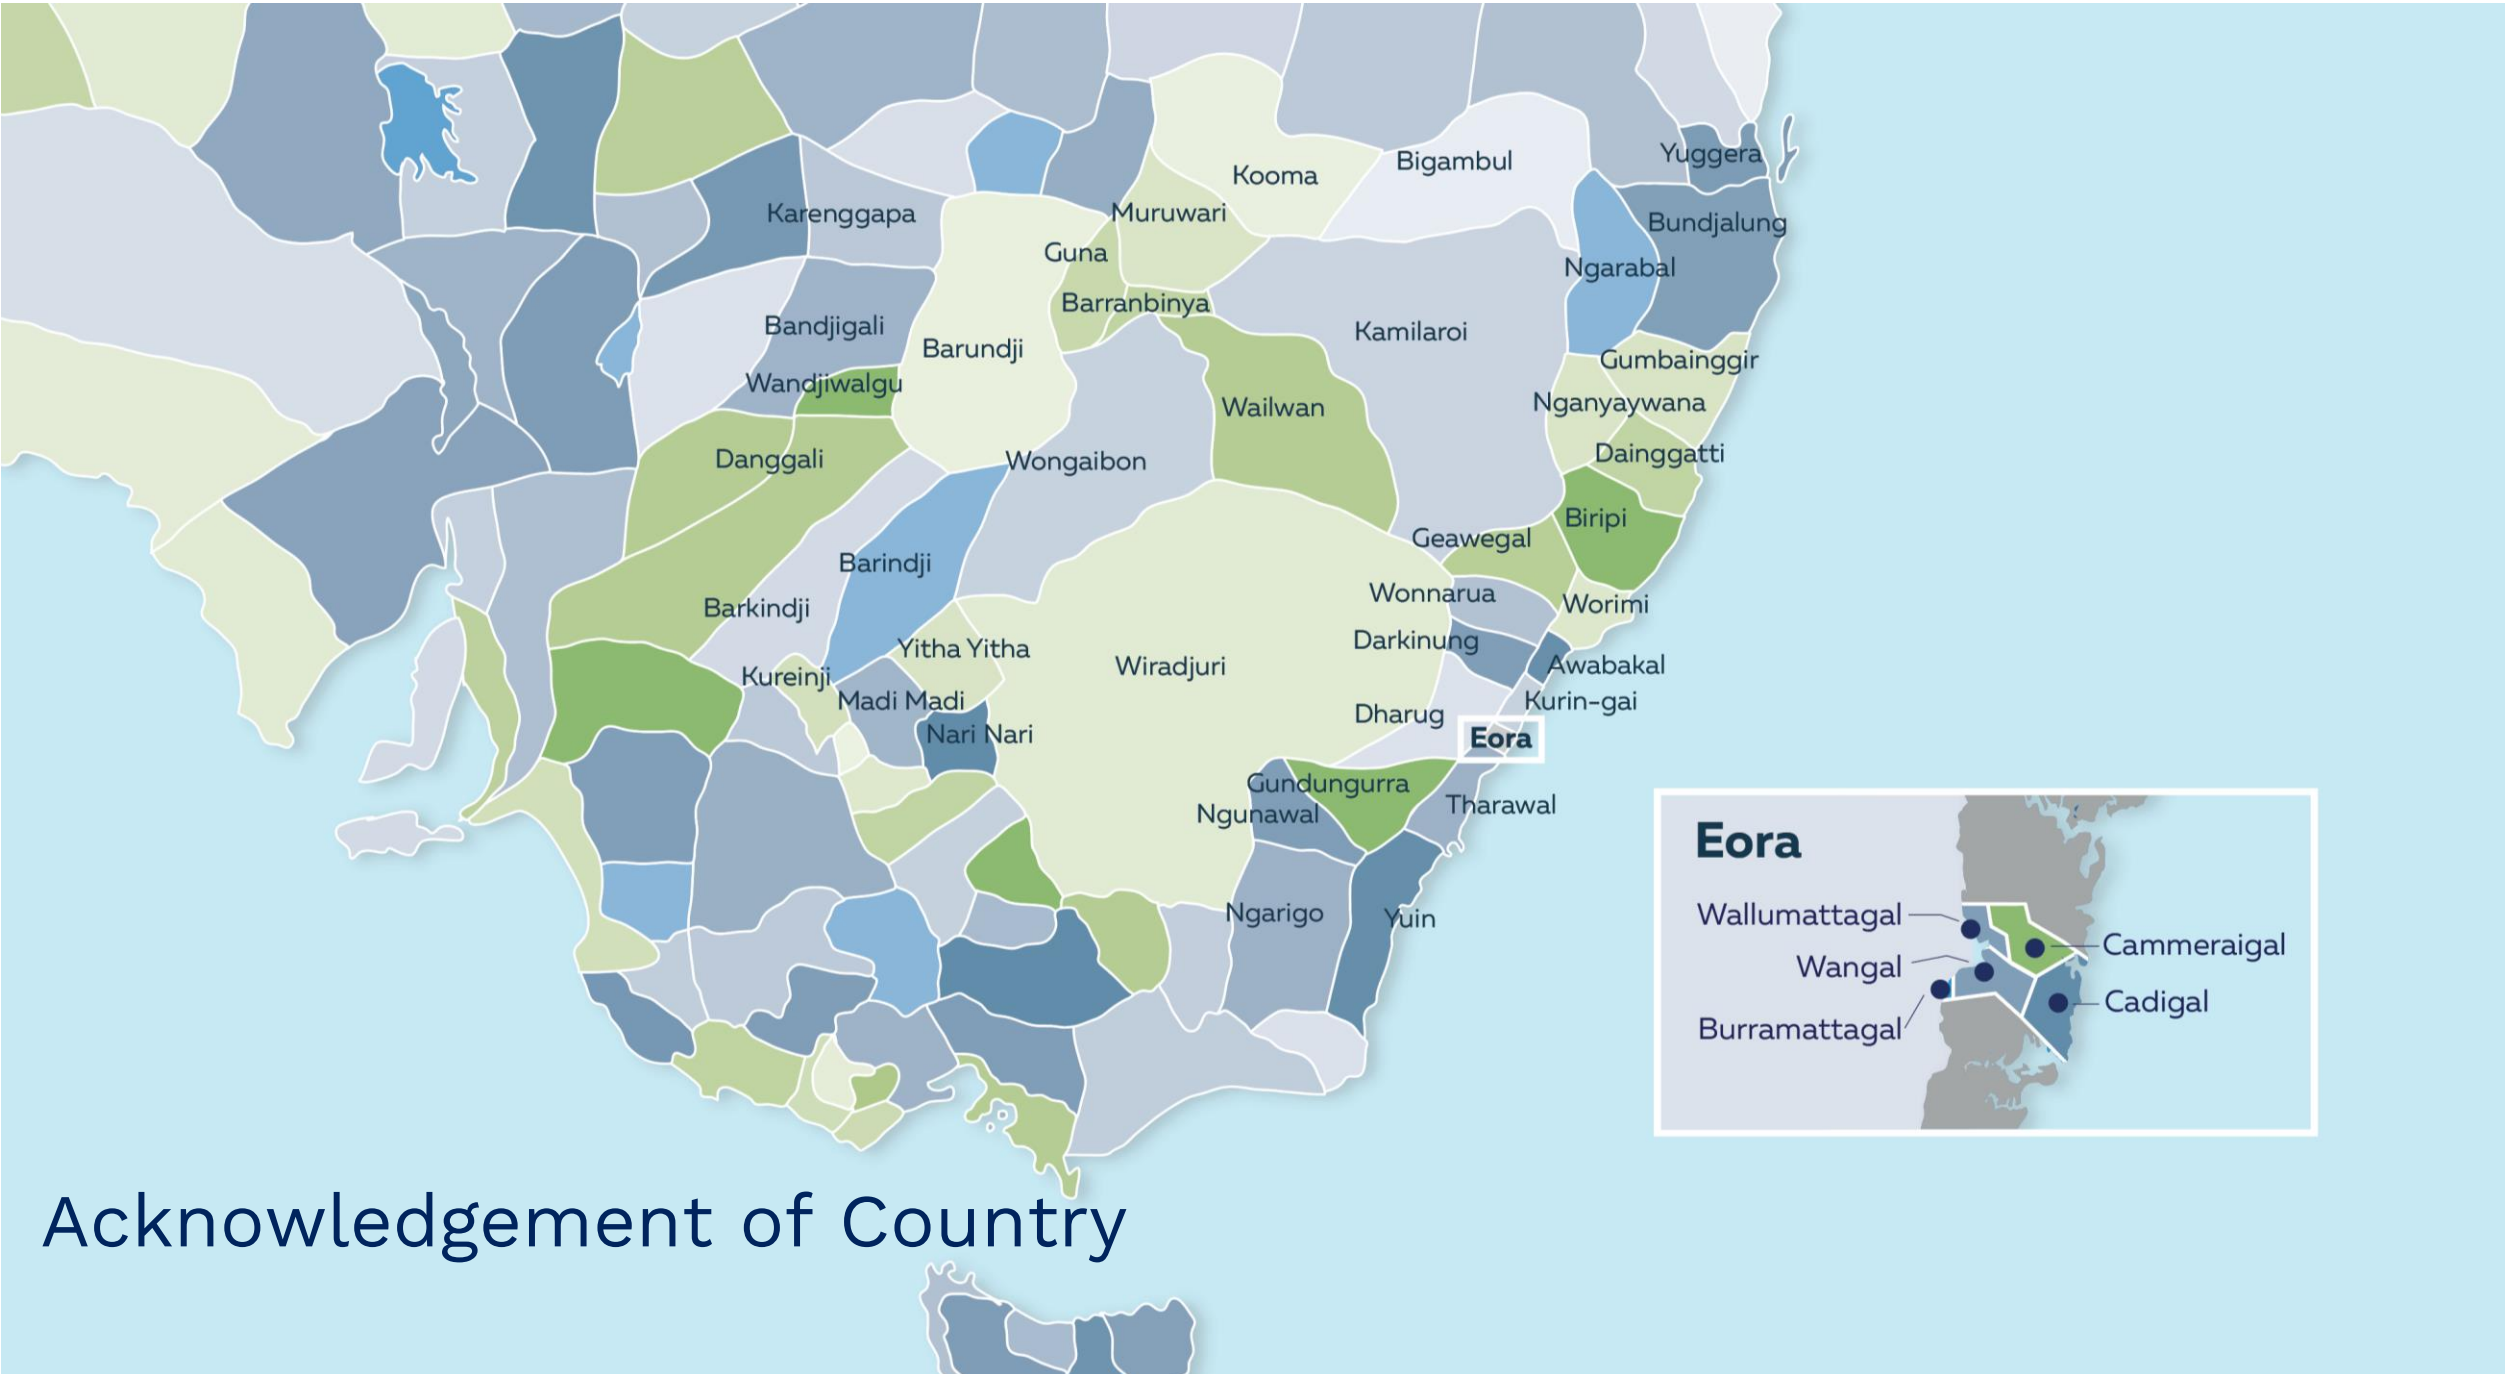 Yuggera
Bigambul
Kooma
Karenggapa
Muruwari
Bundjalung
Guna
Ngarabal
Barranbinya
Bandjigali
Kamilaroi
Barundji
Gumbainggir
Wandjiwalgu
Nganyaywana
Wailwan
Dainggatti
Danggali
Wongaibon
Biripi
Geawegal
Barindji
Wonnarua
Worimi
Barkindji
Darkinung
Yitha Yitha
Wiradjuri
Awabakal
Kureinji
Madi Madi
Kurin-gai
Dharug
Nari Nari
Eora
Gundungurra
Tharawal
Ngunawal
Ngarigo
Yuin
Eora
Wallumattagal
Cammeraigal
Wangal
Cadigal
Burramattagal
Acknowledgement of Country